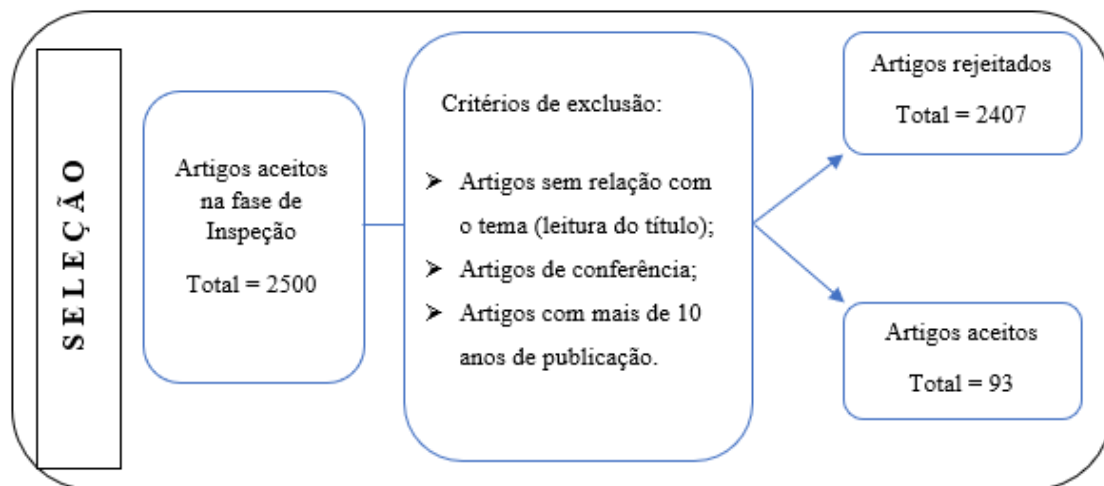 SELEÇÃO
Artigos aceitos
na fase de
Inspeção
Total = 2500
Critérios de exclusão:
➤ Artigos sem relação com
o tema (leitura do título);
➤ Artigos de conferência;
➤ Artigos com mais de 10
anos de publicação.
Artigos rejeitados
Total = 2407
Artigos aceitos
Total = 93